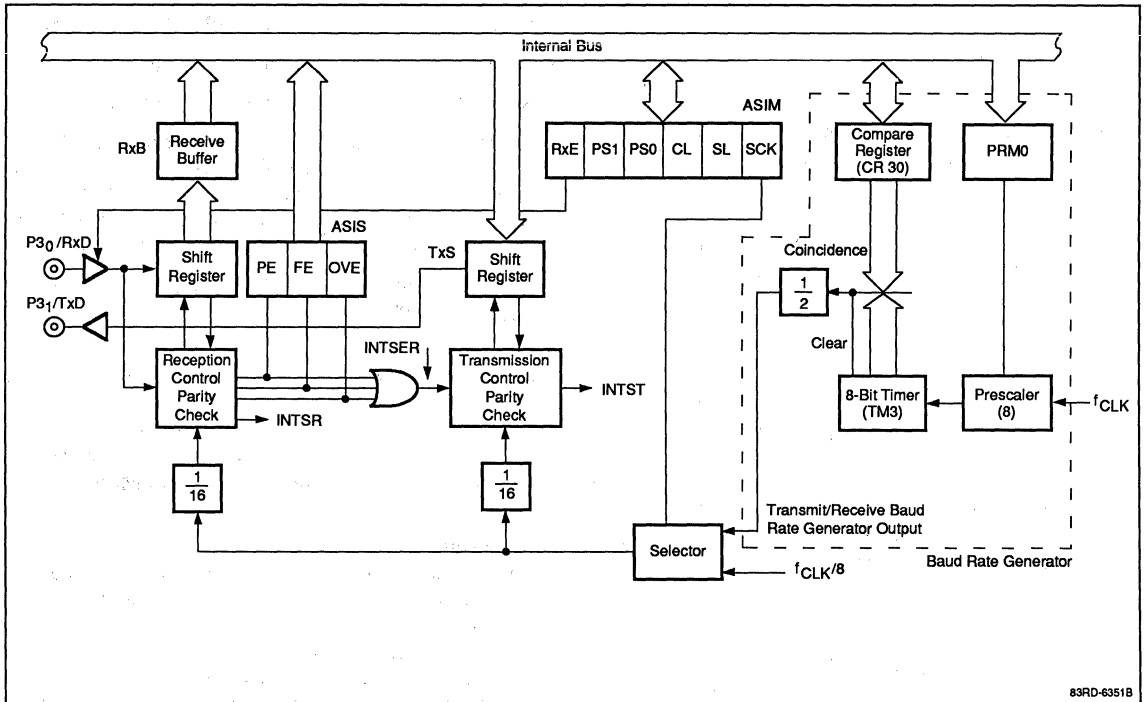 Internal Bus
ASIM
RxB
Receive
Buffer
RxE PS1 PS0 CL SL SCK
Compare
Register
(CR 30)
PRM0
P3₀/RxD
Shift
Register
ASIS
PE FE OVE
TxS
Shift
Register
Coincidence
1
2
P3₁/TxD
Clear
Reception
Control
Parity
Check
INTSER
INTSR
Transmission
Control
Parity
Check
INTST
8-Bit Timer
(TM3)
Prescaler
(8)
fCLK
1
16
1
16
Transmit/Receive Baud
Rate Generator Output
Selector
fCLK/8
Baud Rate Generator
83RD-6351B